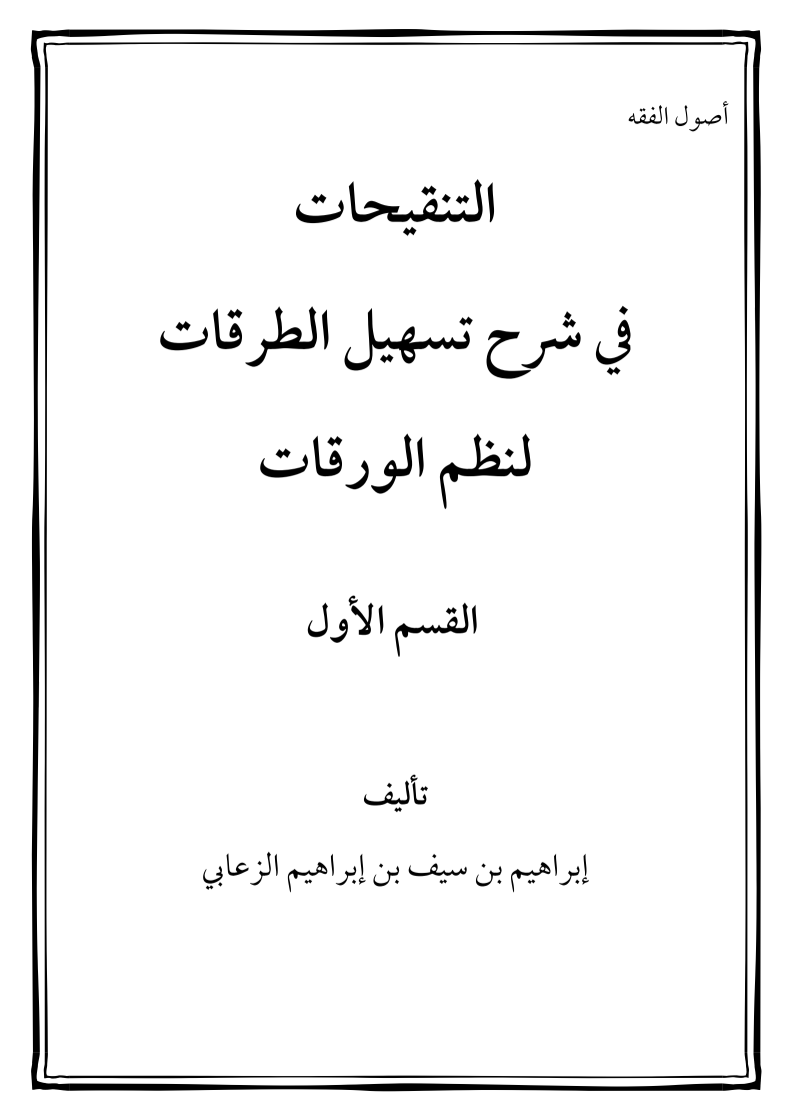 أصول الفقه
التنقيحات
في شرح تسهيل الطرقات
لنظم الورقات
القسم الأول
تأليف
إبراهيم بن سيف بن إبراهيم الزعابي